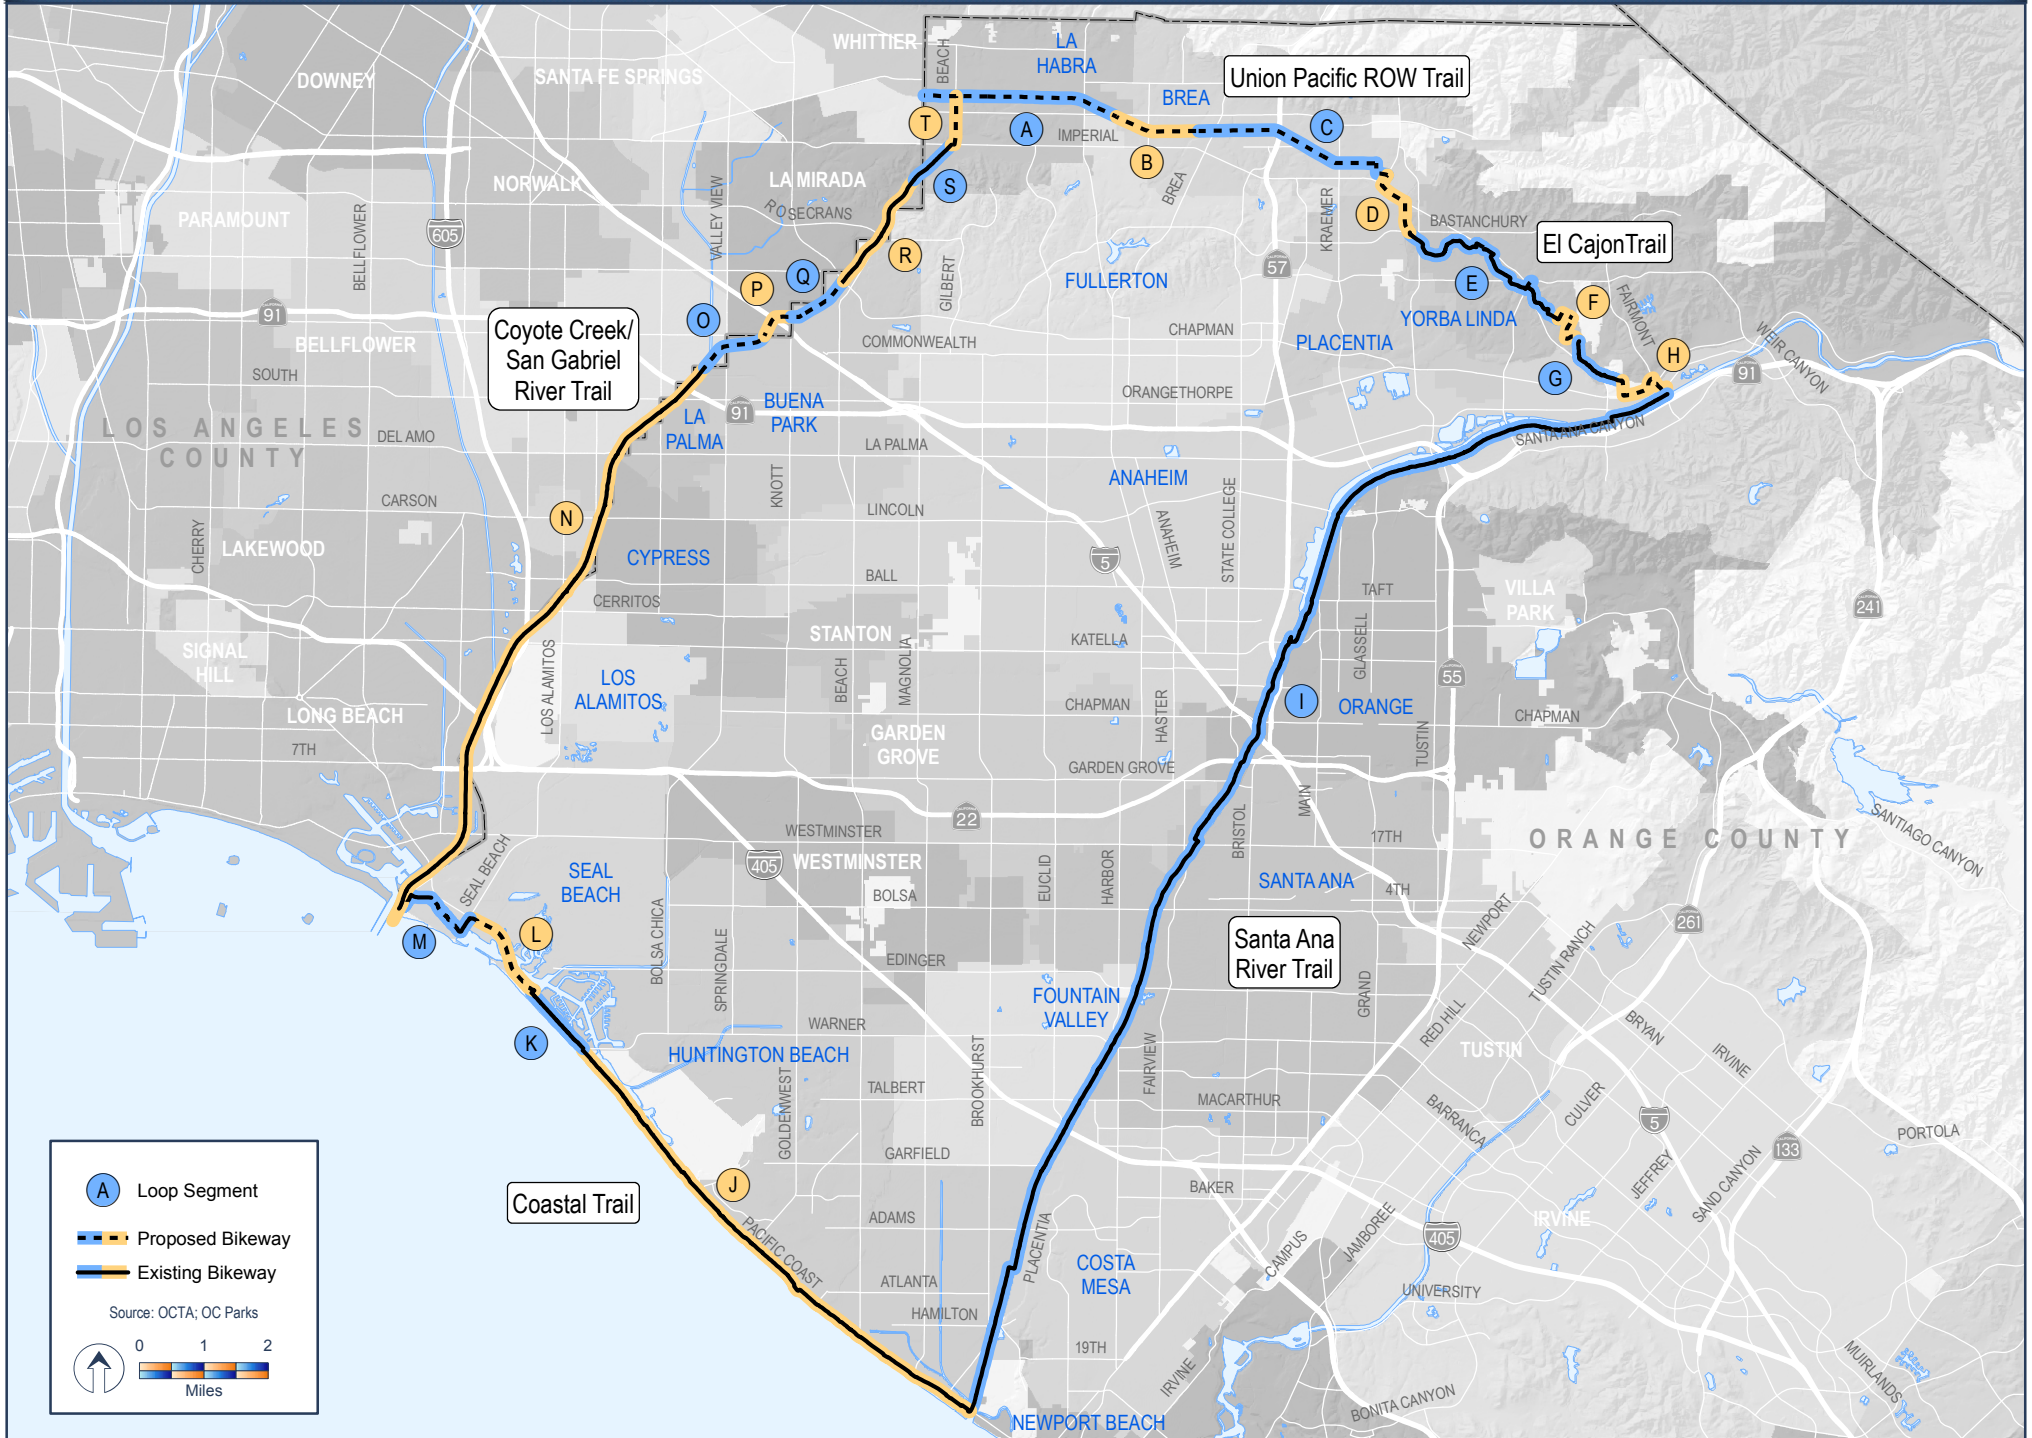 WHITTIER
BEACH
LA
HABRA
DOWNEY
SANTA FE SPRINGS
Union Pacific ROW Trail
BREA
T
A
IMPERIAL
C
B
NORWALK
LA MIRADA
S
BREA
PARAMOUNT
BELLFLOWER
605
VALLEY VIEW
ROSECRANS
R
KRAEMER
D
BASTANCHURY
El CajonTrail
FULLERTON
57
GILBERT
Q
P
E
F
FAIRMONT
91
O
Coyote Creek/
San Gabriel
River Trail
COMMONWEALTH
CHAPMAN
YORBA LINDA
PLACENTIA
WEIR CANYON
BELLFLOWER
SOUTH
H
G
91
ORANGETHORPE
BUENA
PARK
91
LA
PALMA
LOS ANGELES
COUNTY
DEL AMO
LA PALMA
SANTA ANA CANYON
ANAHEIM
CARSON
KNOTT
LINCOLN
N
ANAHEIM
STATE COLLEGE
CHERRY
LAKEWOOD
CYPRESS
5
BALL
TAFT
VILLA
PARK
241
CERRITOS
STANTON
KATELLA
GLASSELL
SIGNAL
HILL
LOS ALAMITOS
LOS
ALAMITOS
BEACH
MAGNOLIA
55
I
ORANGE
LONG BEACH
7TH
CHAPMAN
HASTER
CHAPMAN
GARDEN
GROVE
GARDEN GROVE
TUSTIN
MAIN
BRISTOL
22
WESTMINSTER
17TH
ORANGE COUNTY
SANTIAGO CANYON
SEAL BEACH
405
WESTMINSTER
SEAL
BEACH
BOLSA
EUCLID
HARBOR
SANTA ANA
4TH
NEWPORT
261
M
L
BOLSA CHICA
SPRINGDALE
EDINGER
Santa Ana
River Trail
TUSTIN RANCH
GRAND
K
FOUNTAIN
VALLEY
WARNER
HUNTINGTON BEACH
RED HILL
BRYAN
TUSTIN
IRVINE
BROOKHURST
FAIRVIEW
TALBERT
GOLDENWEST
MACARTHUR
BARRANCA
CULVER
5
133
PORTOLA
GARFIELD
J
BAKER
JEFFREY
SAND CANYON
Coastal Trail
PACIFIC COAST
ADAMS
PLACENTIA
JAMBOREE
CAMPUS
405
IRVINE
COSTA
MESA
ATLANTA
UNIVERSITY
HAMILTON
19TH
IRVINE
MUIRLANDS
BONITA CANYON
NEWPORT BEACH
A Loop Segment
Proposed Bikeway
Existing Bikeway
Source: OCTA; OC Parks
0 1 2
Miles